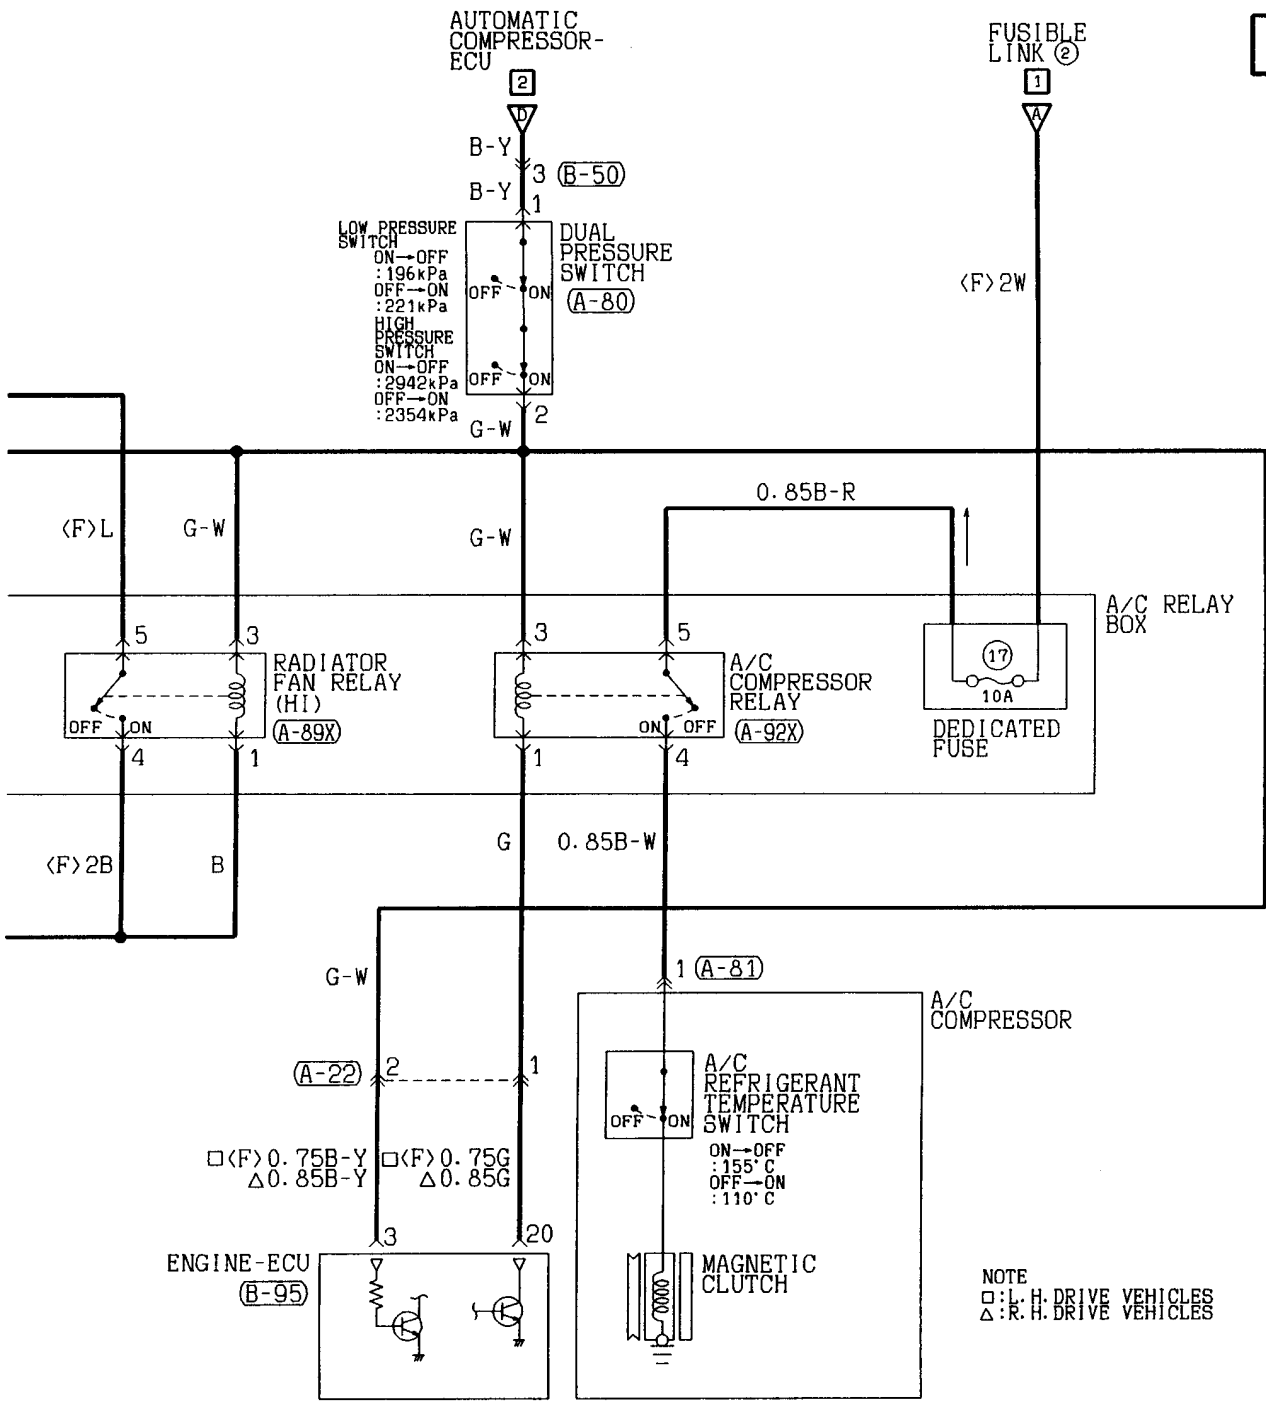 AUTOMATIC
COMPRESSOR-
ECU
2
D
FUSIBLE
LINK ②
1
A
B-Y
3 (B-50)
B-Y
1
LOW PRESSURE
SWITCH
ON→OFF
:196kPa
OFF→ON
:221kPa
HIGH
PRESSURE
SWITCH
ON→OFF
:2942kPa
OFF→ON
:2354kPa
OFF ON
OFF ON
DUAL
PRESSURE
SWITCH
(A-80)
2
G-W
<F>2W
0.85B-R
<F>L
G-W
G-W
5
3
3
5
A/C RELAY
BOX
OFF ON
RADIATOR
FAN RELAY
(HI)
(A-89X)
ON OFF
A/C
COMPRESSOR
RELAY
(A-92X)
17
10A
DEDICATED
FUSE
4
1
1
4
<F>2B
B
G
0.85B-W
G-W
1 (A-81)
A/C
COMPRESSOR
(A-22) 2
1
OFF ON
A/C
REFRIGERANT
TEMPERATURE
SWITCH
ON→OFF
:155°C
OFF→ON
:110°C
□<F>0.75B-Y
△0.85B-Y
□<F>0.75G
△0.85G
3
20
ENGINE-ECU
(B-95)
MAGNETIC
CLUTCH
NOTE
□:L.H.DRIVE VEHICLES
△:R.H.DRIVE VEHICLES